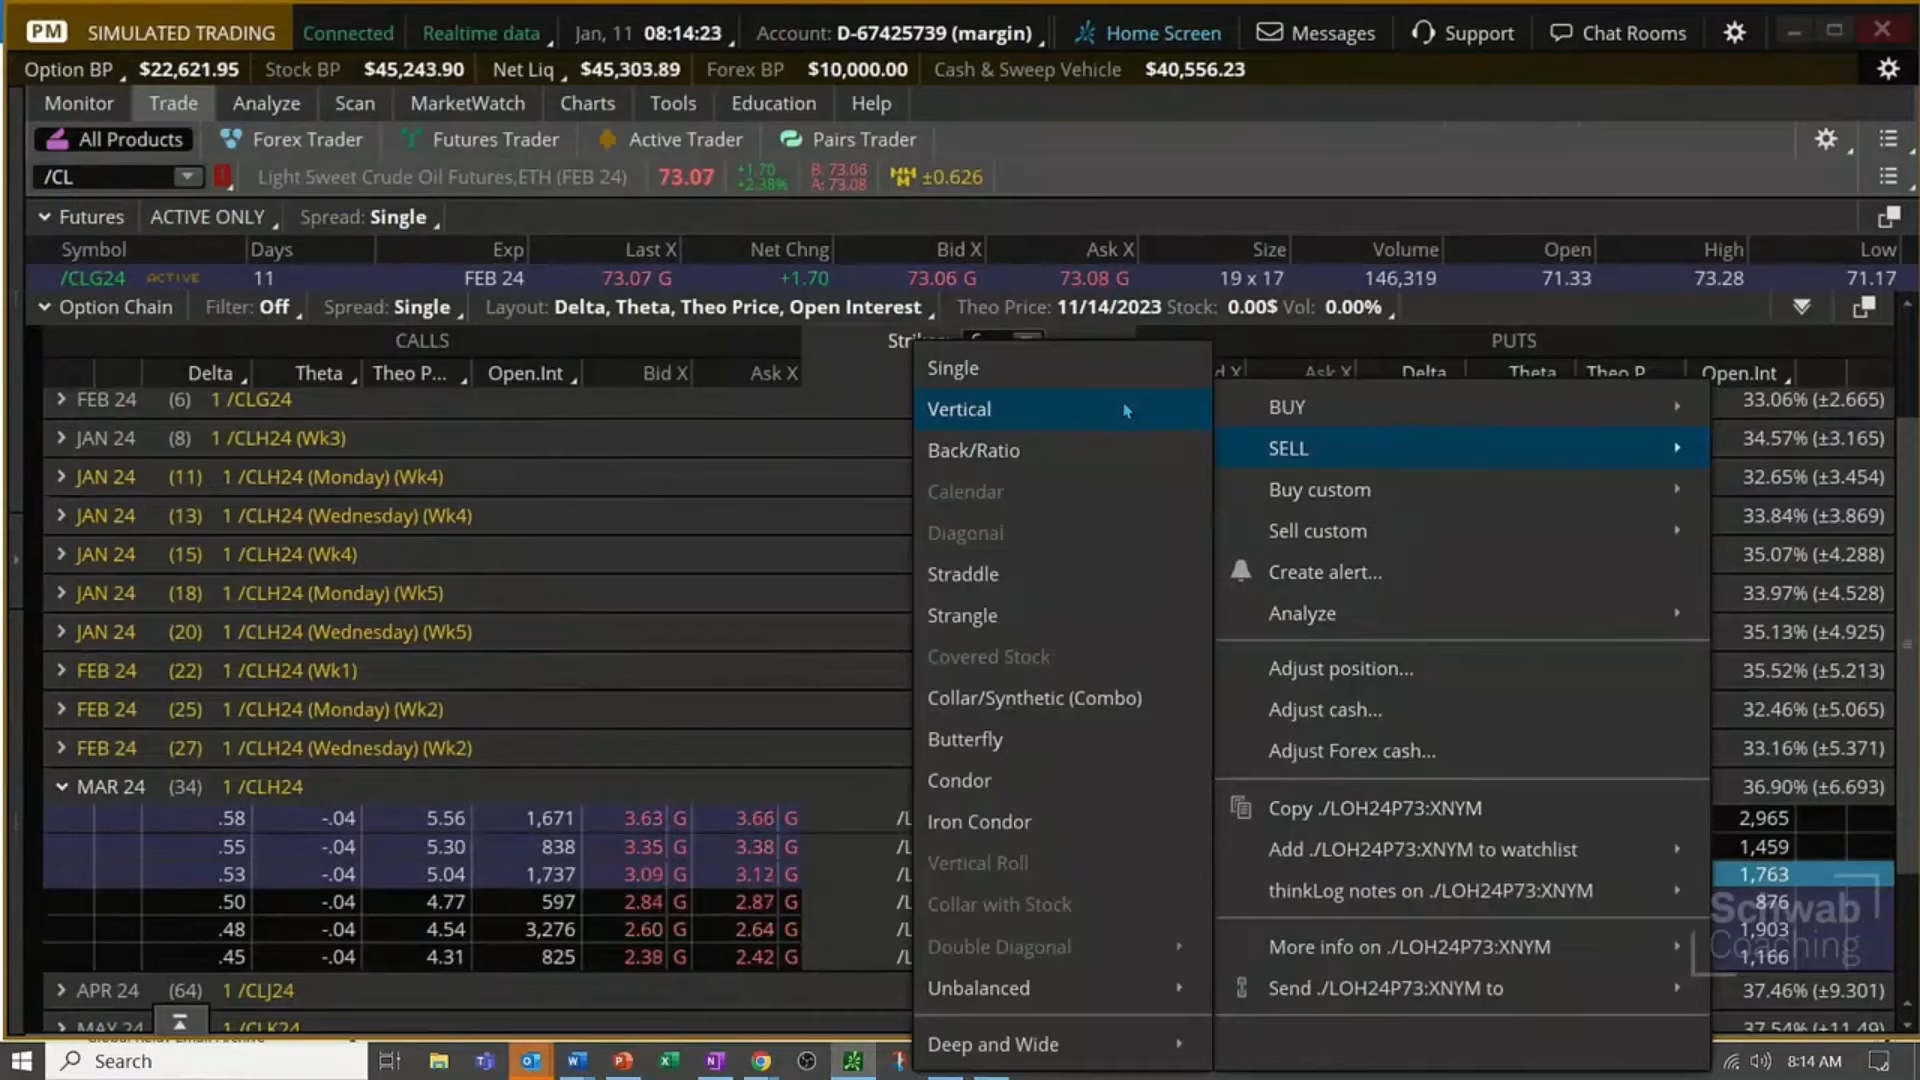 PM SIMULATED TRADING Connected Realtime data Jan, 11 08:14:23 Account: D-67425739 (margin) Home Screen Messages Support Chat Rooms
Option BP $22,621.95 Stock BP $45,243.90 Net Liq $45,303.89 Forex BP $10,000.00 Cash & Sweep Vehicle $40,556.23
Monitor Trade Analyze Scan MarketWatch Charts Tools Education Help
All Products Forex Trader Futures Trader Active Trader Pairs Trader
/CL Light Sweet Crude Oil Futures,ETH (FEB 24) 73.07 +1.70 +2.38% B: 73.06 A: 73.08 ±0.626
Futures ACTIVE ONLY Spread: Single
Symbol Days Exp Last X Net Chng Bid X Ask X Size Volume Open High Low
/CLG24 ACTIVE 11 FEB 24 73.07 G +1.70 73.06 G 73.08 G 19 x 17 146,319 71.33 73.28 71.17
Option Chain Filter: Off Spread: Single Layout: Delta, Theta, Theo Price, Open Interest Theo Price: 11/14/2023 Stock: 0.00$ Vol: 0.00%
CALLS PUTS
Delta Theta Theo P... Open.Int Bid X Ask X Ask X Delta Theta Theo P Open.Int
FEB 24 (6) 1 /CLG24 33.06% (±2.665)
JAN 24 (8) 1 /CLH24 (Wk3) 34.57% (±3.165)
JAN 24 (11) 1 /CLH24 (Monday) (Wk4) 32.65% (±3.454)
JAN 24 (13) 1 /CLH24 (Wednesday) (Wk4) 33.84% (±3.869)
JAN 24 (15) 1 /CLH24 (Wk4) 35.07% (±4.288)
JAN 24 (18) 1 /CLH24 (Monday) (Wk5) 33.97% (±4.528)
JAN 24 (20) 1 /CLH24 (Wednesday) (Wk5) 35.13% (±4.925)
FEB 24 (22) 1 /CLH24 (Wk1) 35.52% (±5.213)
FEB 24 (25) 1 /CLH24 (Monday) (Wk2) 32.46% (±5.065)
FEB 24 (27) 1 /CLH24 (Wednesday) (Wk2) 33.16% (±5.371)
MAR 24 (34) 1 /CLH24 36.90% (±6.693)
.58 -.04 5.56 1,671 3.63 G 3.66 G 2,965
.55 -.04 5.30 838 3.35 G 3.38 G 1,459
.53 -.04 5.04 1,737 3.09 G 3.12 G 1,763
.50 -.04 4.77 597 2.84 G 2.87 G 876
.48 -.04 4.54 3,276 2.60 G 2.64 G 1,903
.45 -.04 4.31 825 2.38 G 2.42 G 1,166
APR 24 (64) 1 /CLJ24 37.46% (±9.301)
MAY 24 1 /CLK24 37.54% (±11.49)
Single
Vertical
Back/Ratio
Calendar
Diagonal
Straddle
Strangle
Covered Stock
Collar/Synthetic (Combo)
Butterfly
Condor
Iron Condor
Vertical Roll
Collar with Stock
Double Diagonal
Unbalanced
Deep and Wide
BUY
SELL
Buy custom
Sell custom
Create alert...
Analyze
Adjust position...
Adjust cash...
Adjust Forex cash...
Copy ./LOH24P73:XNYM
Add ./LOH24P73:XNYM to watchlist
thinkLog notes on ./LOH24P73:XNYM
More info on ./LOH24P73:XNYM
Send ./LOH24P73:XNYM to
Schwab
Coaching
Search 8:14 AM